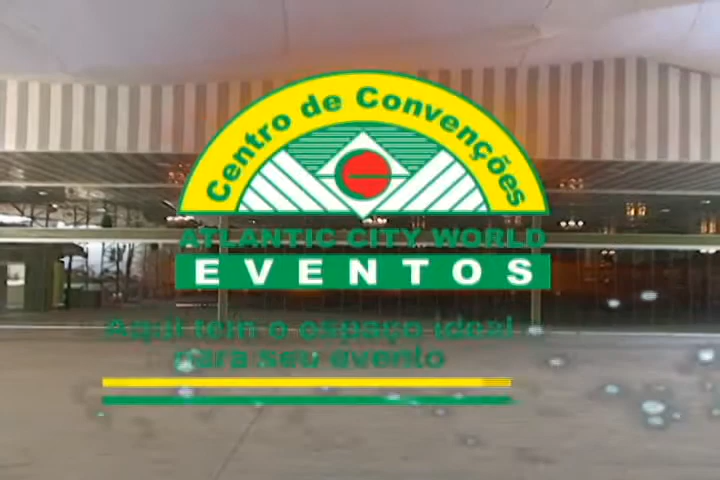 Centro de Convenções
ATLANTIC CITY WORLD
EVENTOS
Aqui tem o espaço ideal
para seu evento